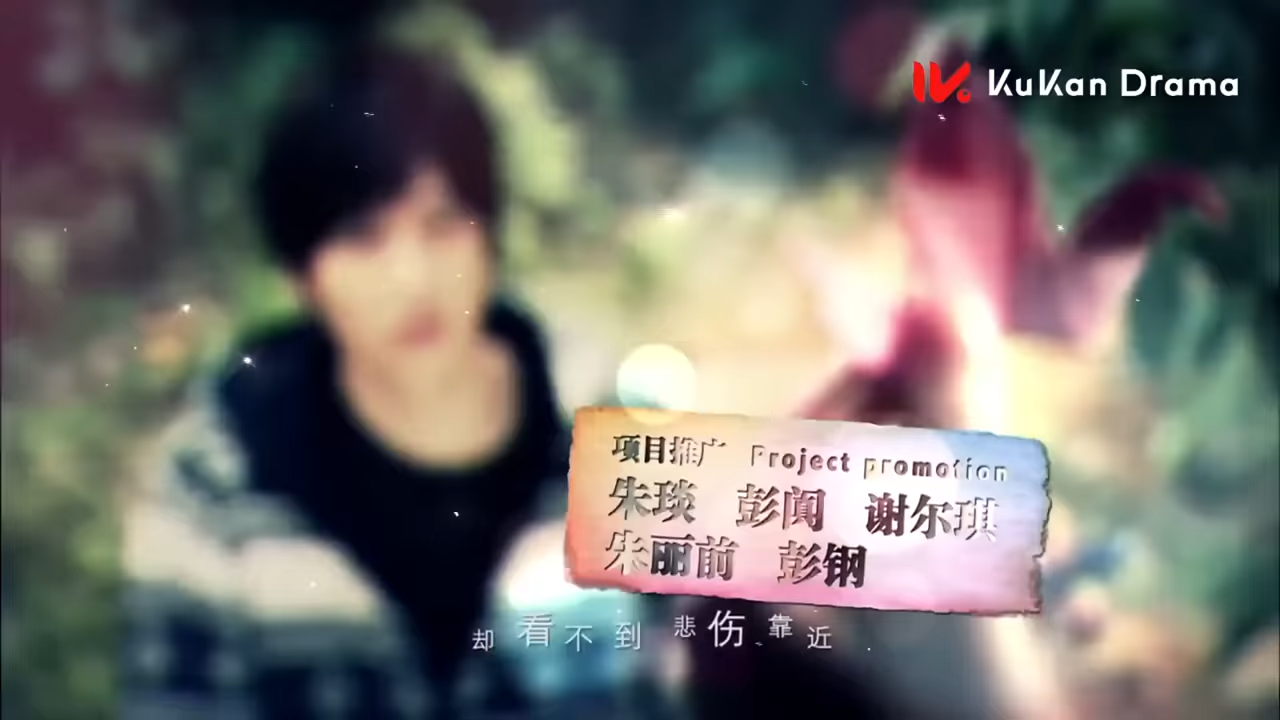 KuKan Drama
项目推广 Project promotion
朱琰 彭阗 谢尔琪
朱丽前 彭钢
却看不到 悲伤靠近